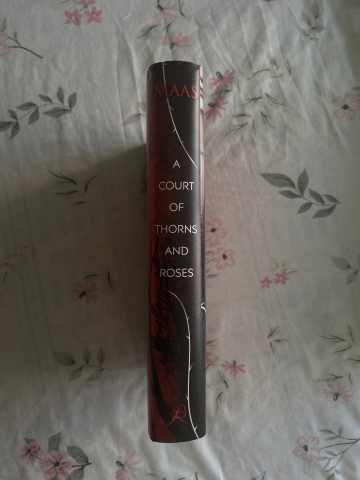 MAAS
A
COURT
OF
THORNS
AND
ROSES